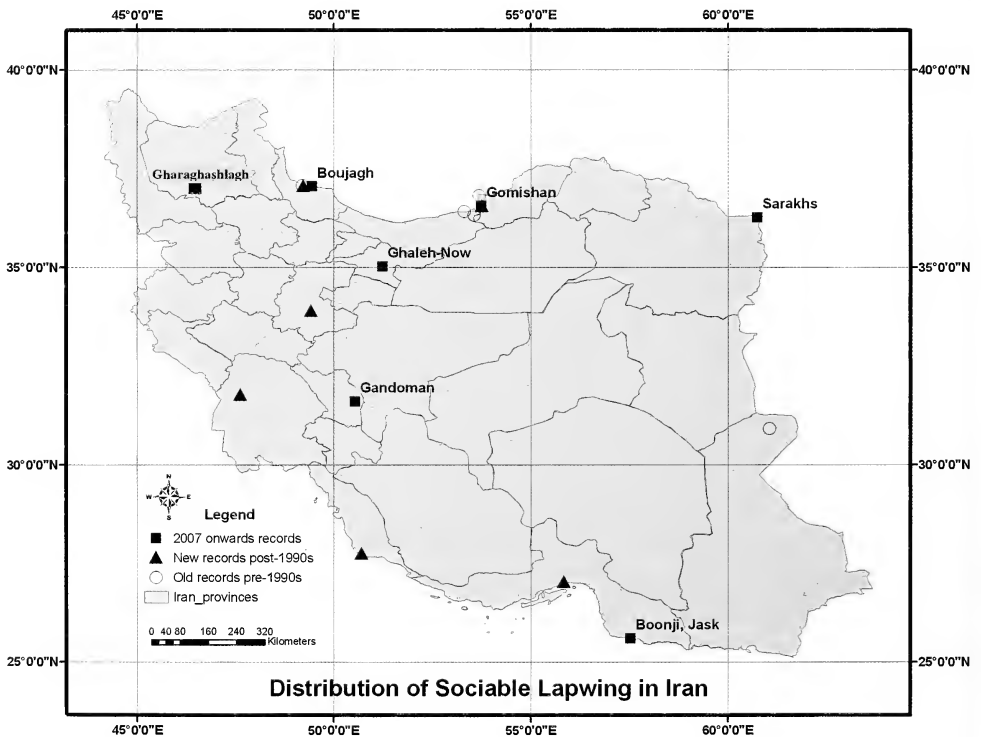 45°0'0"E 50°0'0"E 55°0'0"E 60°0'0"E
40°0'0"N 40°0'0"N
Gharaghashlagh
Boujagh
Gomishan
Sarakhs
Ghaleh-Now
35°0'0"N 35°0'0"N
Gandoman
30°0'0"N 30°0'0"N
N
W E
S
Legend
2007 onwards records
New records post-1990s
Old records pre-1990s
Iran_provinces
0 40 80 160 240 320
Kilometers
Boonji, Jask
25°0'0"N 25°0'0"N
Distribution of Sociable Lapwing in Iran
45°0'0"E 50°0'0"E 55°0'0"E 60°0'0"E